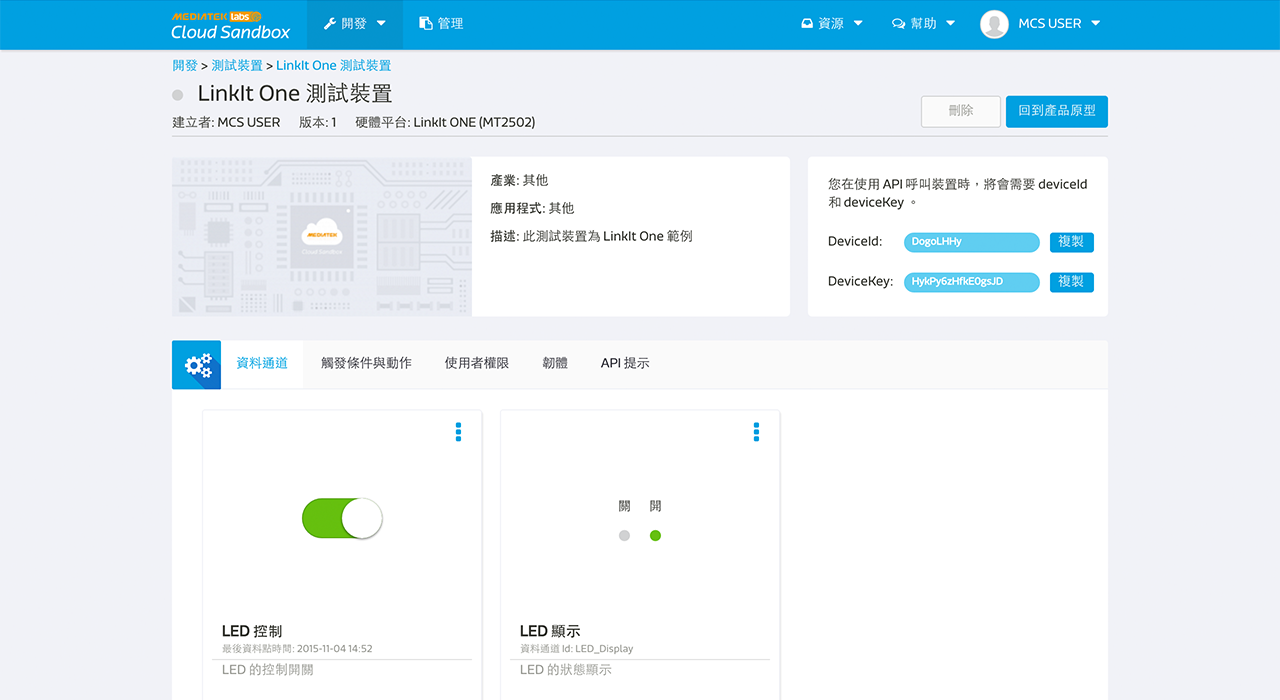 MEDIATEK labs
Cloud Sandbox
開發
管理
資源
幫助
MCS USER
開發 > 測試裝置 > LinkIt One 測試裝置
LinkIt One 測試裝置
建立者: MCS USER 版本: 1 硬體平台: LinkIt ONE (MT2502)
刪除
回到產品原型
MEDIATEK
Cloud Sandbox
產業: 其他
應用程式: 其他
描述: 此測試裝置為 LinkIt One 範例
您在使用 API 呼叫裝置時，將會需要 deviceId
和 deviceKey 。
DeviceId: DogoLHHy 複製
DeviceKey: HykPy6zHfkE0gsJD 複製
資料通道
觸發條件與動作
使用者權限
韌體
API 提示
LED 控制
最後資料點時間: 2015-11-04 14:52
LED 的控制開關
關 開
LED 顯示
資料通道 Id: LED_Display
LED 的狀態顯示